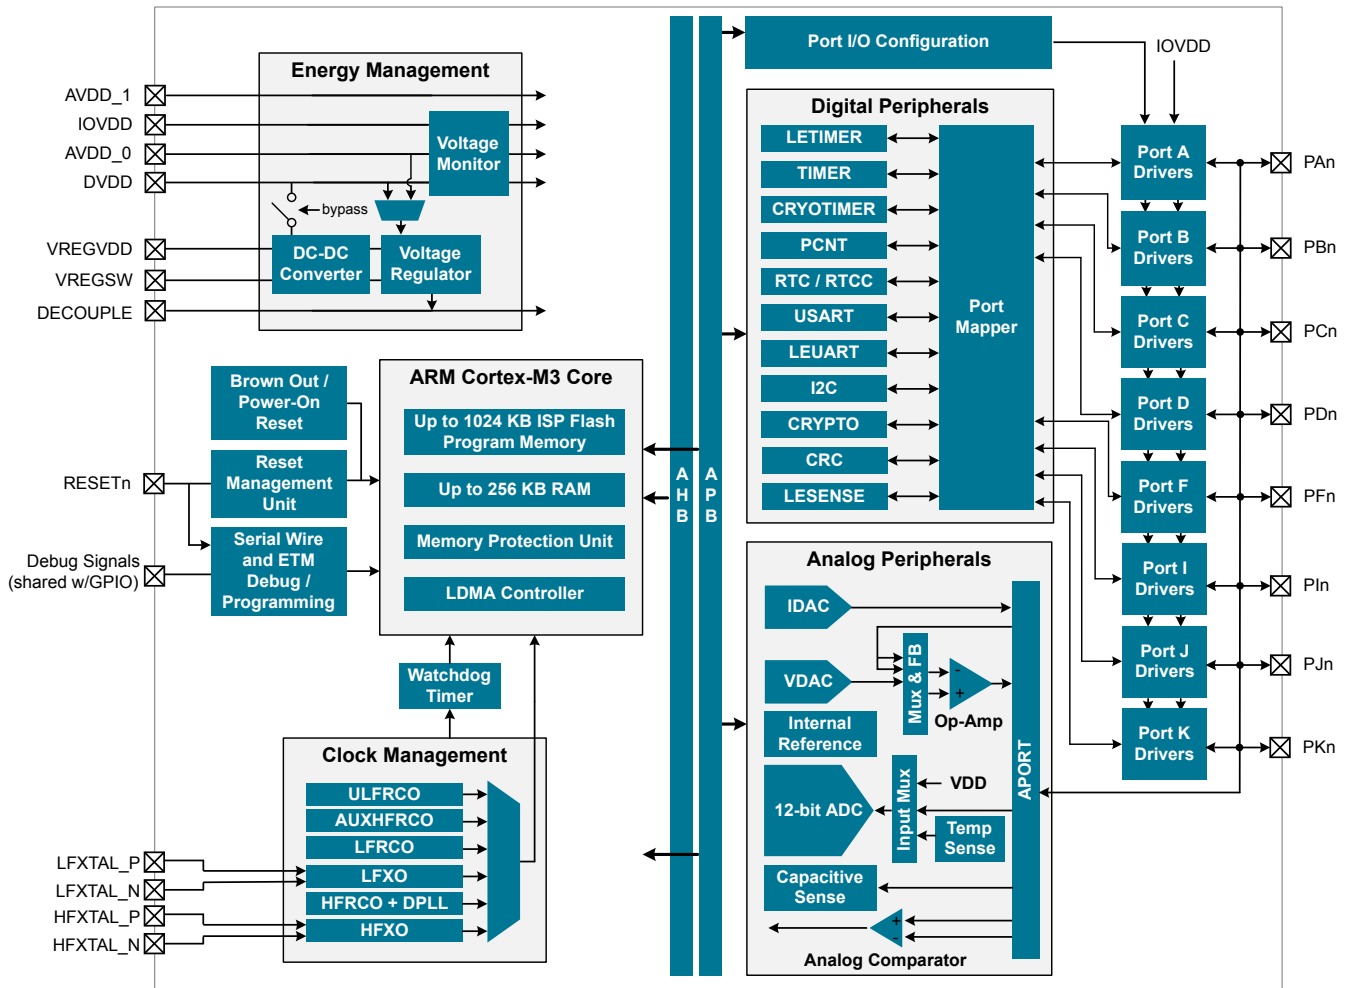 Energy Management
AVDD_1
IOVDD
AVDD_0
DVDD
VREGVDD
VREGSW
DECOUPLE
Voltage
Monitor
bypass
DC-DC
Converter
Voltage
Regulator
Brown Out /
Power-On
Reset
Reset
Management
Unit
Serial Wire
and ETM
Debug /
Programming
RESETn
Debug Signals
(shared w/GPIO)
ARM Cortex-M3 Core
Up to 1024 KB ISP Flash
Program Memory
Up to 256 KB RAM
Memory Protection Unit
LDMA Controller
Watchdog
Timer
Clock Management
ULFRCO
AUXHFRCO
LFRCO
LFXO
HFRCO + DPLL
HFXO
LFXTAL_P
LFXTAL_N
HFXTAL_P
HFXTAL_N
A
H
B
A
P
B
Port I/O Configuration
IOVDD
Digital Peripherals
LETIMER
TIMER
CRYOTIMER
PCNT
RTC / RTCC
USART
LEUART
I2C
CRYPTO
CRC
LESENSE
Port
Mapper
Analog Peripherals
IDAC
VDAC
Internal
Reference
12-bit ADC
Capacitive
Sense
Mux & FB
-
+
Op-Amp
Input Mux
VDD
Temp
Sense
+
-
Analog Comparator
APORT
Port A
Drivers
Port B
Drivers
Port C
Drivers
Port D
Drivers
Port F
Drivers
Port I
Drivers
Port J
Drivers
Port K
Drivers
PAn
PBn
PCn
PDn
PFn
PIn
PJn
PKn